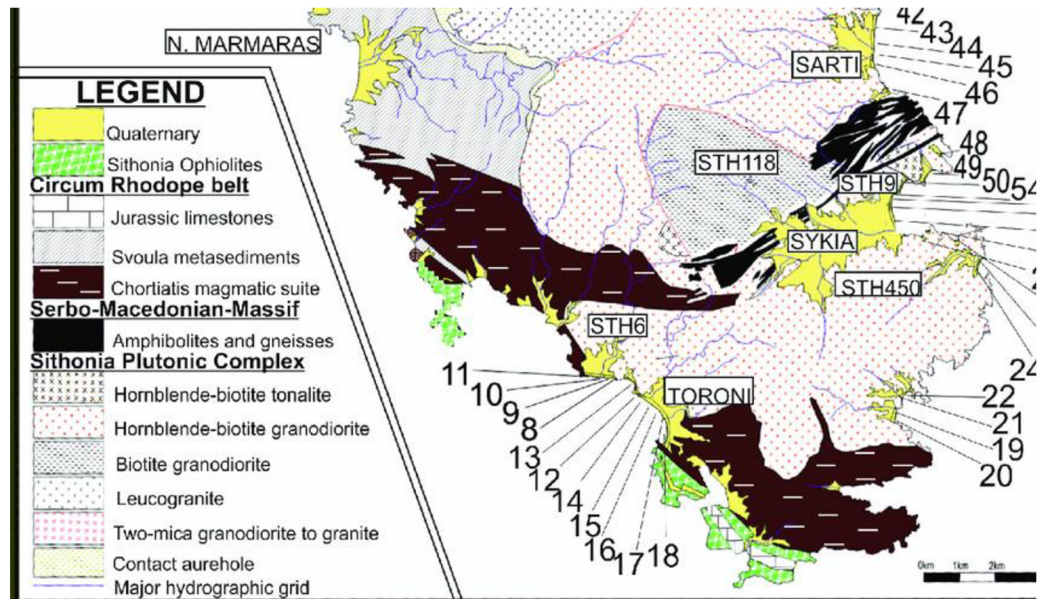 N. MARMARAS
LEGEND
Quaternary
Sithonia Ophiolites
Circum Rhodope belt
Jurassic limestones
Svoula metasediments
Chortiatis magmatic suite
Serbo-Macedonian-Massif
Amphibolites and gneisses
Sithonia Plutonic Complex
Hornblende-biotite tonalite
Hornblende-biotite granodiorite
Biotite granodiorite
Leucogranite
Two-mica granodiorite to granite
Contact aurehole
Major hydrographic grid
42
43
44
SARTI
45
46
47
STH118
48
STH9
49
50
54
SYKIA
STH450
STH6
11
10
9
8
13
12
14
15
16
17
18
TORONI
24
22
21
19
20
0km 1km 2km